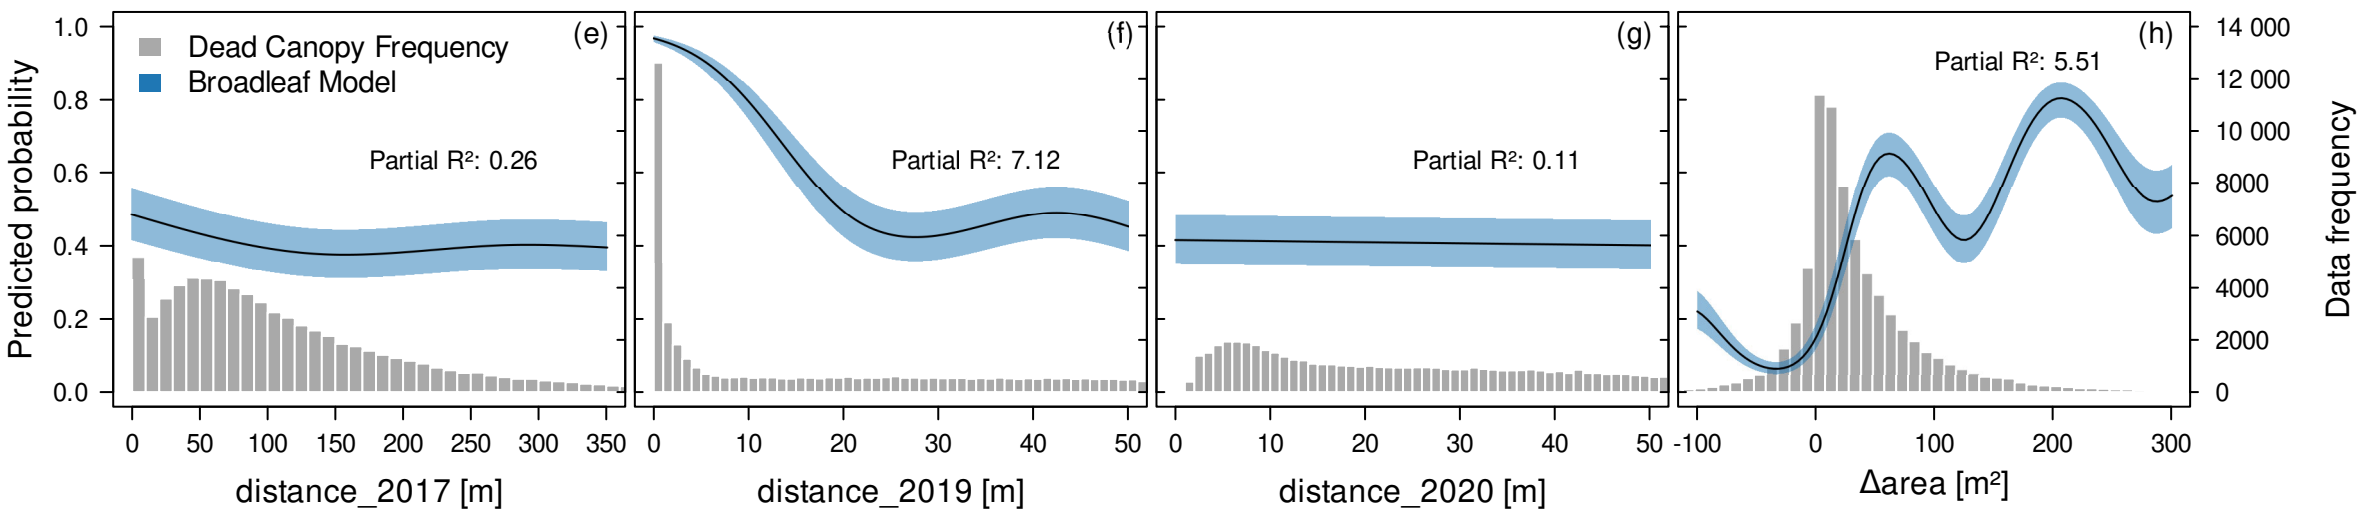 Predicted probability
1.0
0.8
0.6
0.4
0.2
0.0
Dead Canopy Frequency
Broadleaf Model
(e)
Partial R²: 0.26
0 50 100 150 200 250 300 350
distance_2017 [m]
(f)
Partial R²: 7.12
0 10 20 30 40 50
distance_2019 [m]
(g)
Partial R²: 0.11
0 10 20 30 40 50
distance_2020 [m]
(h)
Partial R²: 5.51
-100 0 100 200 300
Δarea [m²]
14 000
12 000
10 000
8000
6000
4000
2000
0
Data frequency